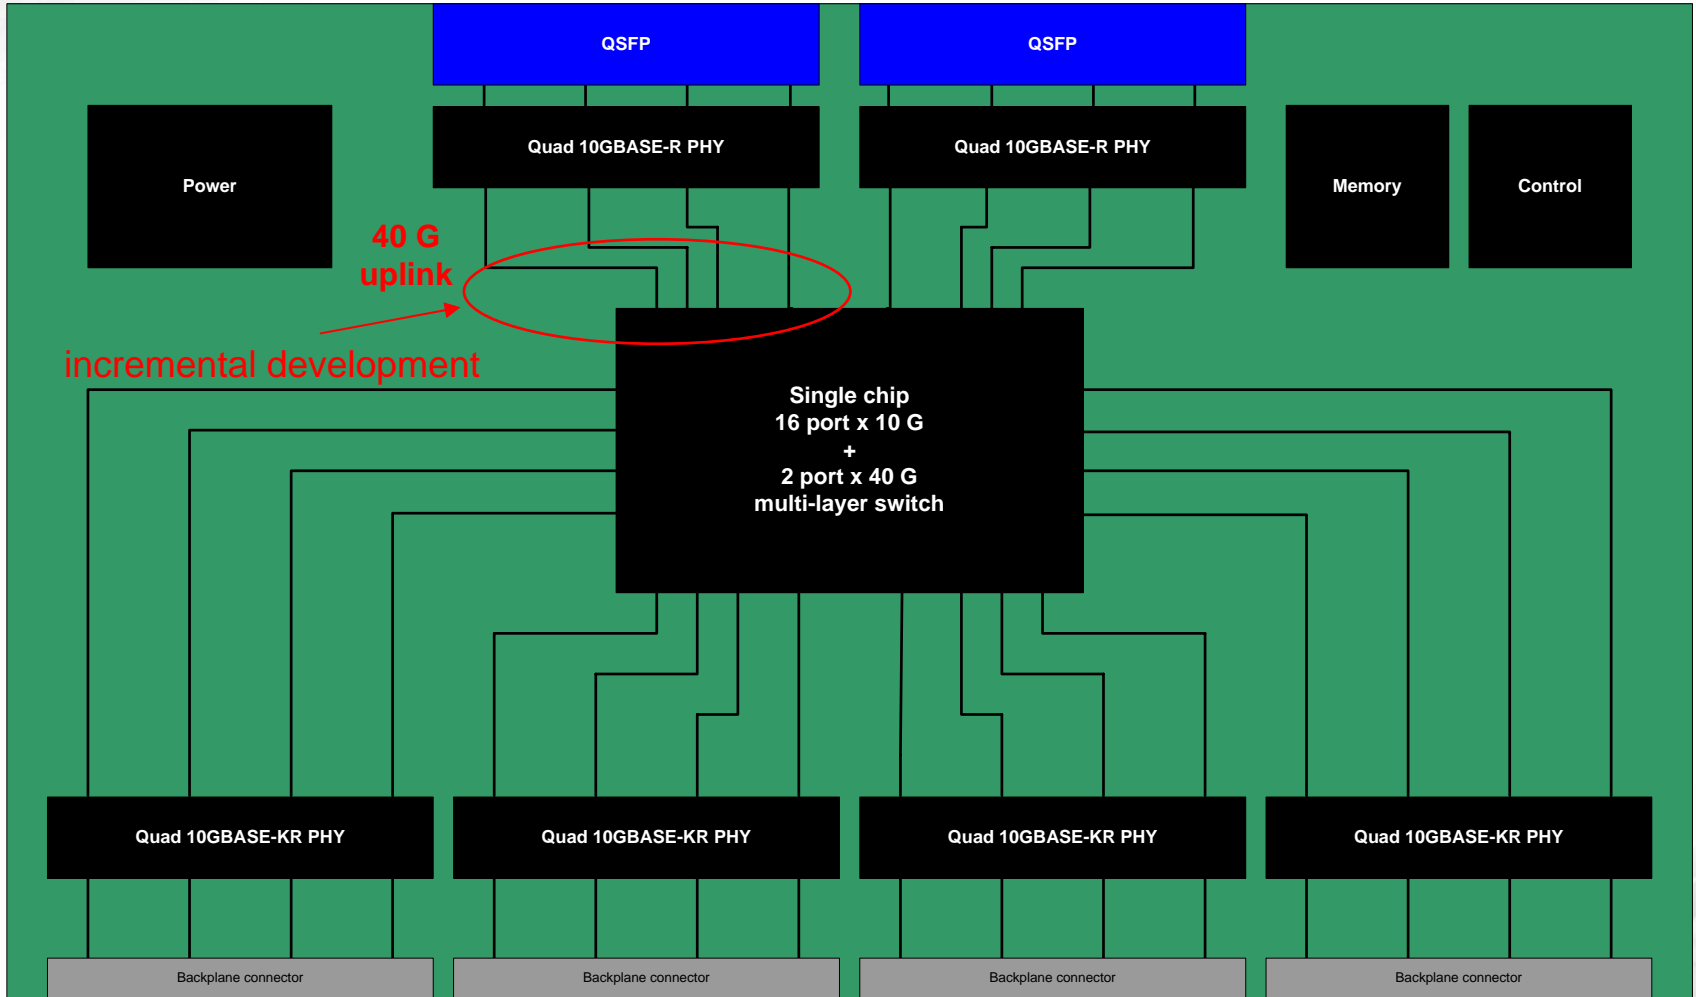 QSFP
QSFP
Quad 10GBASE-R PHY
Quad 10GBASE-R PHY
Power
Memory
Control
40 G
uplink
incremental development
Single chip
16 port x 10 G
+
2 port x 40 G
multi-layer switch
Quad 10GBASE-KR PHY
Quad 10GBASE-KR PHY
Quad 10GBASE-KR PHY
Quad 10GBASE-KR PHY
Backplane connector
Backplane connector
Backplane connector
Backplane connector